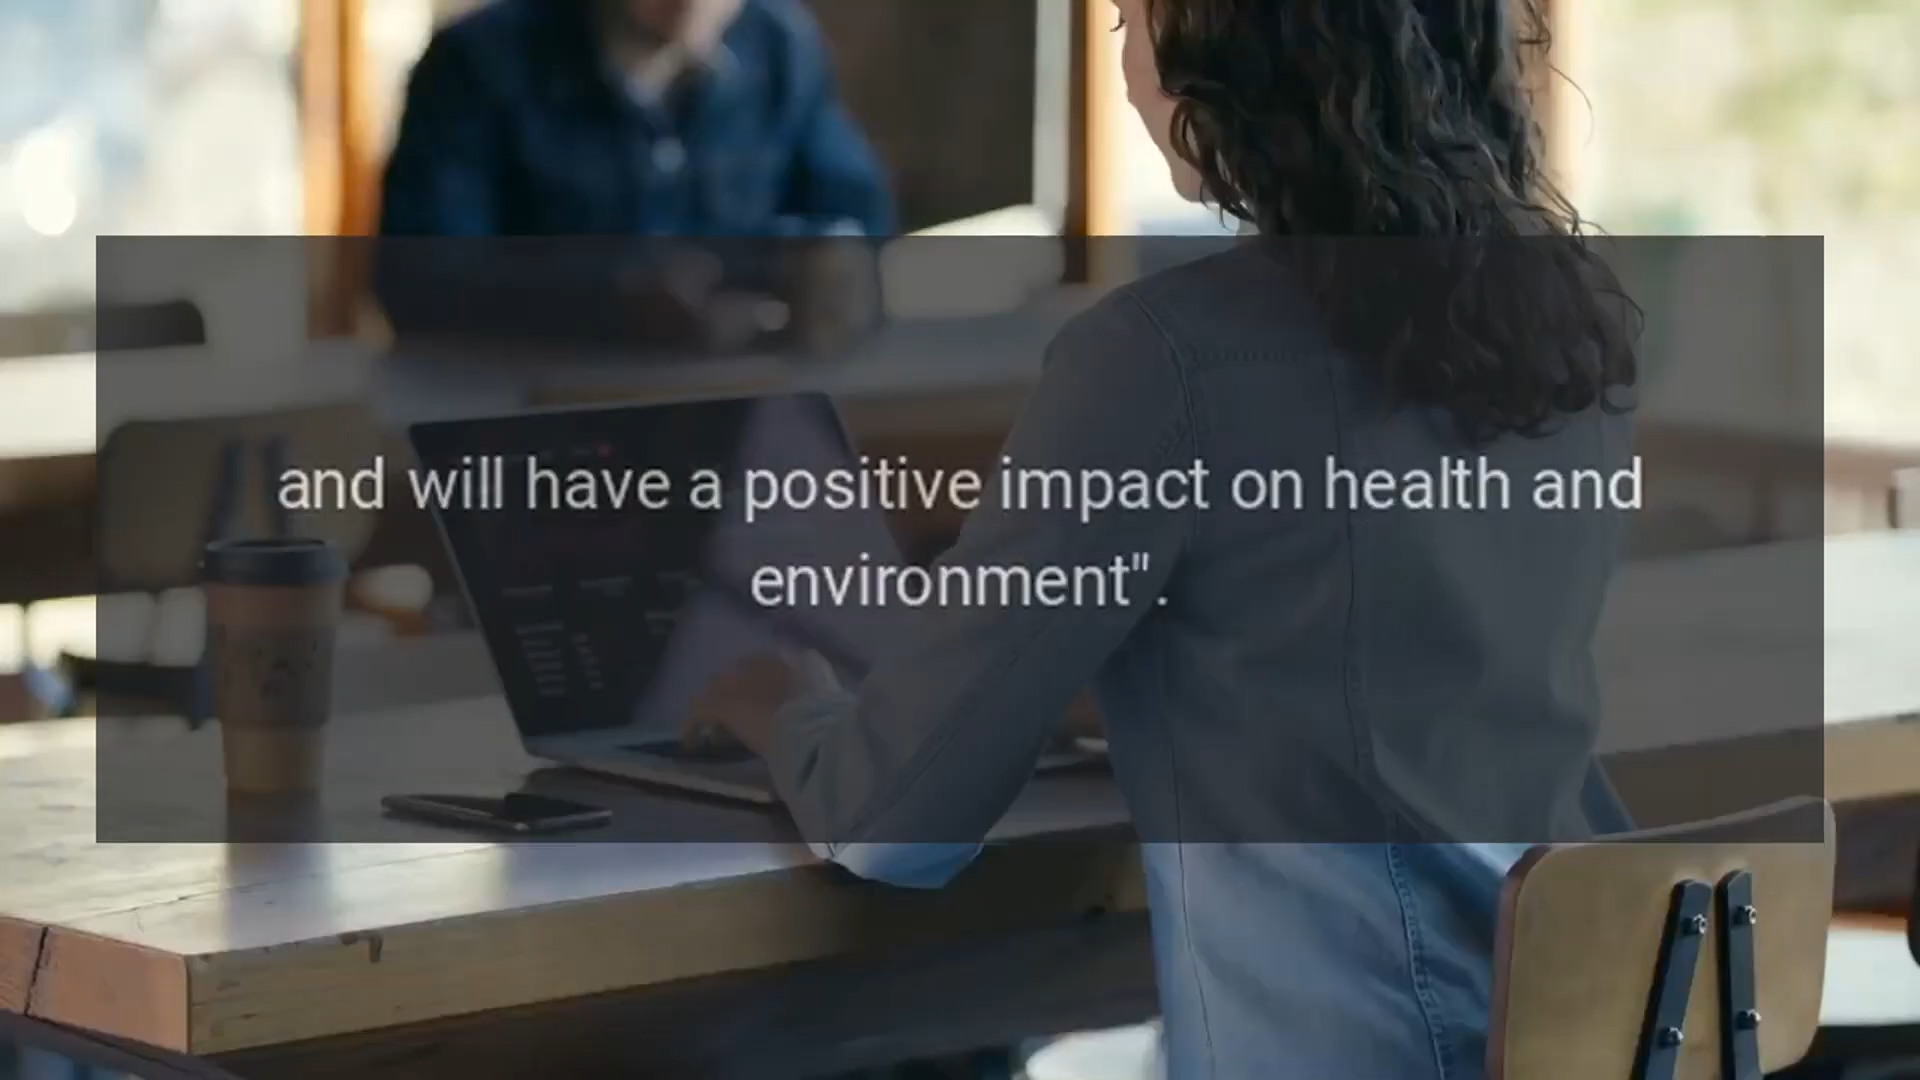 and will have a positive impact on health and
environment" .